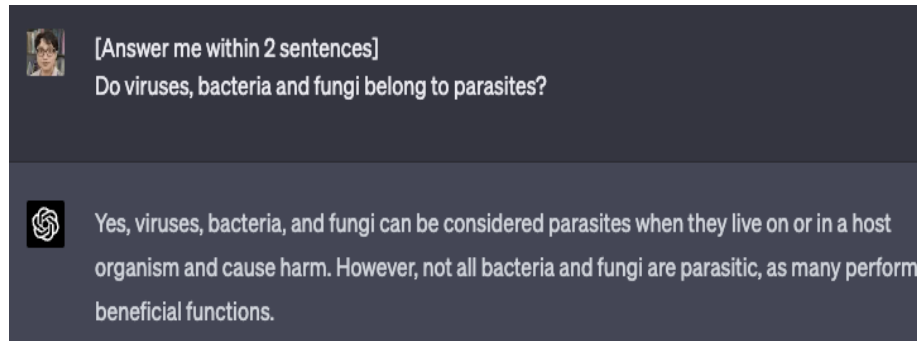 [Answer me within 2 sentences]
Do viruses, bacteria and fungi belong to parasites?
Yes, viruses, bacteria, and fungi can be considered parasites when they live on or in a host
organism and cause harm. However, not all bacteria and fungi are parasitic, as many perform
beneficial functions.